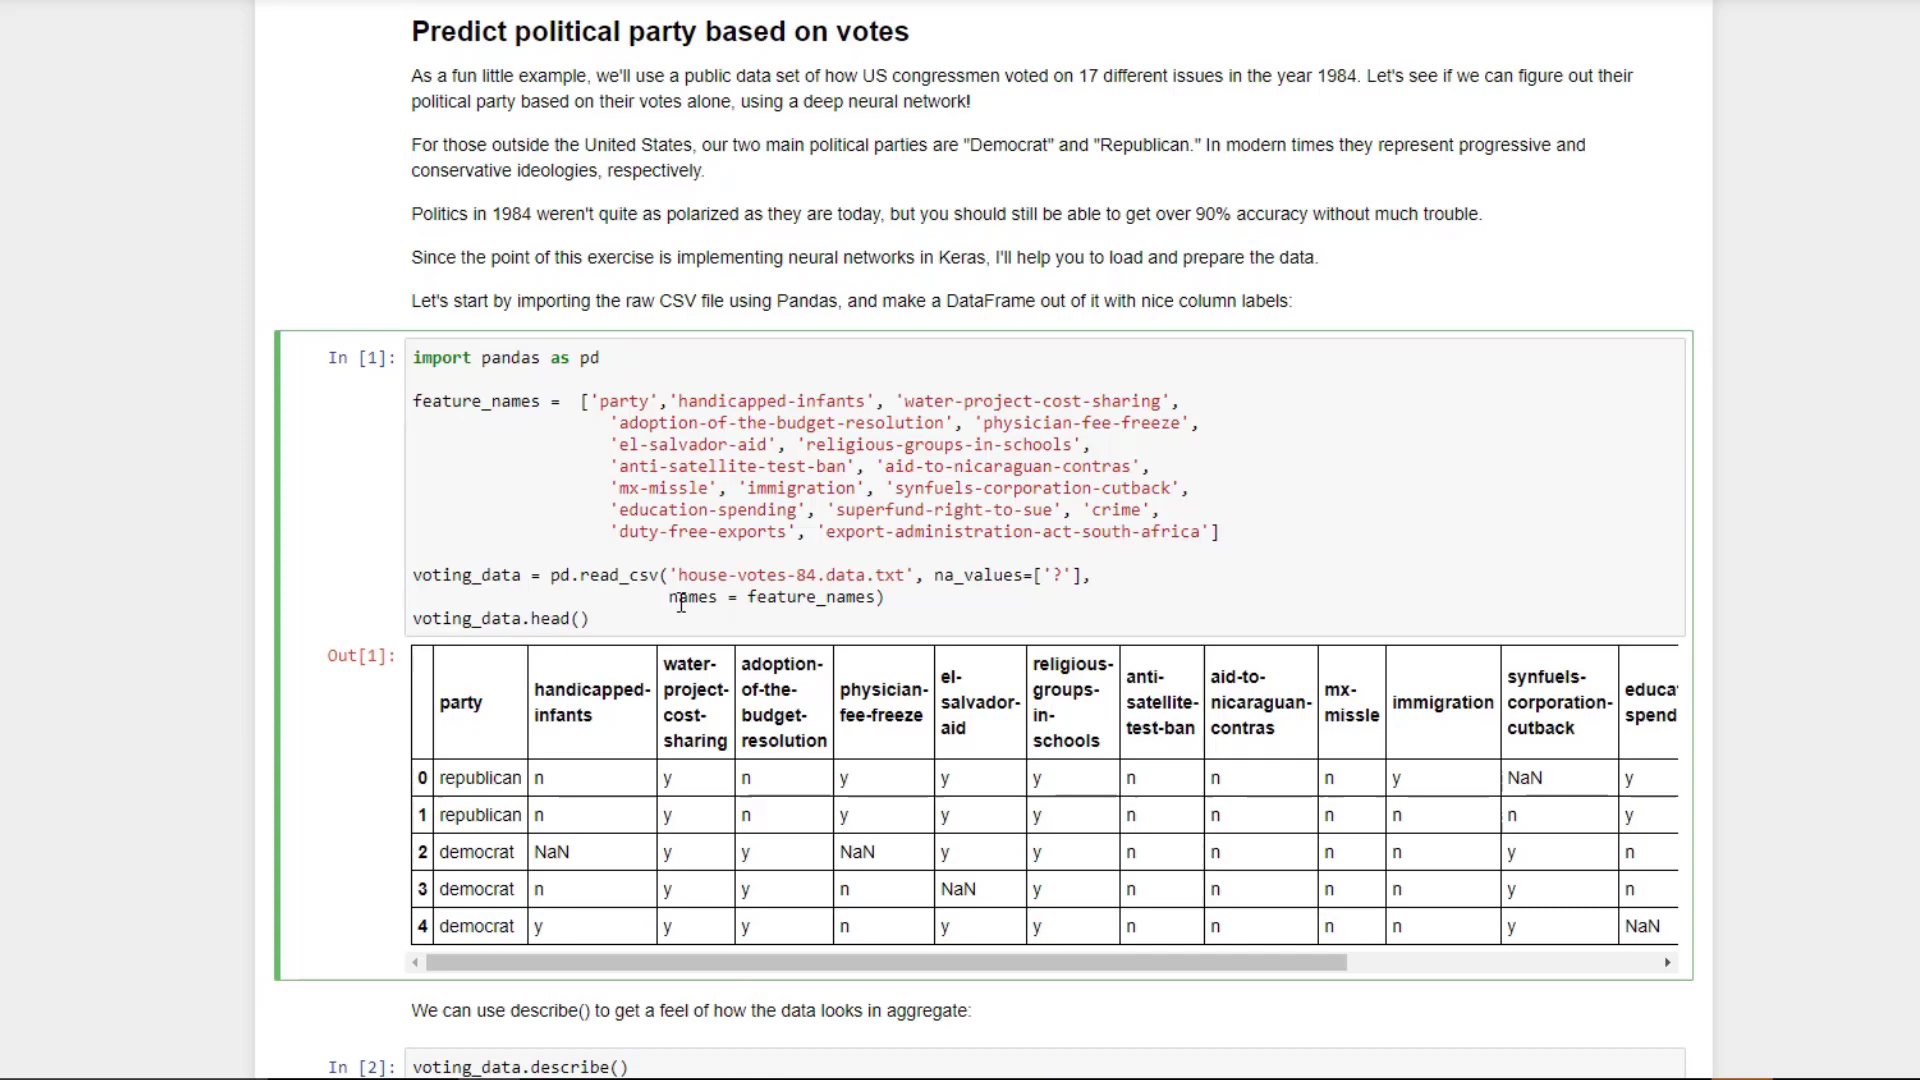 Predict political party based on votes
As a fun little example, we'll use a public data set of how US congressmen voted on 17 different issues in the year 1984. Let's see if we can figure out their
political party based on their votes alone, using a deep neural network!
For those outside the United States, our two main political parties are "Democrat" and "Republican." In modern times they represent progressive and
conservative ideologies, respectively.
Politics in 1984 weren't quite as polarized as they are today, but you should still be able to get over 90% accuracy without much trouble.
Since the point of this exercise is implementing neural networks in Keras, I'll help you to load and prepare the data.
Let's start by importing the raw CSV file using Pandas, and make a DataFrame out of it with nice column labels:
In [1]: import pandas as pd
feature_names =  ['party','handicapped-infants', 'water-project-cost-sharing',
'adoption-of-the-budget-resolution', 'physician-fee-freeze',
'el-salvador-aid', 'religious-groups-in-schools',
'anti-satellite-test-ban', 'aid-to-nicaraguan-contras',
'mx-missle', 'immigration', 'synfuels-corporation-cutback',
'education-spending', 'superfund-right-to-sue', 'crime',
'duty-free-exports', 'export-administration-act-south-africa']
voting_data = pd.read_csv('house-votes-84.data.txt', na_values=['?'],
names = feature_names)
voting_data.head()
Out[1]:
party handicapped-infants water-project-cost-sharing adoption-of-the-budget-resolution physician-fee-freeze el-salvador-aid religious-groups-in-schools anti-satellite-test-ban aid-to-nicaraguan-contras mx-missle immigration synfuels-corporation-cutback educa spend
0 republican n y n y y y n n n y NaN y
1 republican n y n y y y n n n n n y
2 democrat NaN y y NaN y y n n n n y n
3 democrat n y y n NaN y n n n n y n
4 democrat y y y n y y n n n n y NaN
We can use describe() to get a feel of how the data looks in aggregate:
In [2]: voting_data.describe()